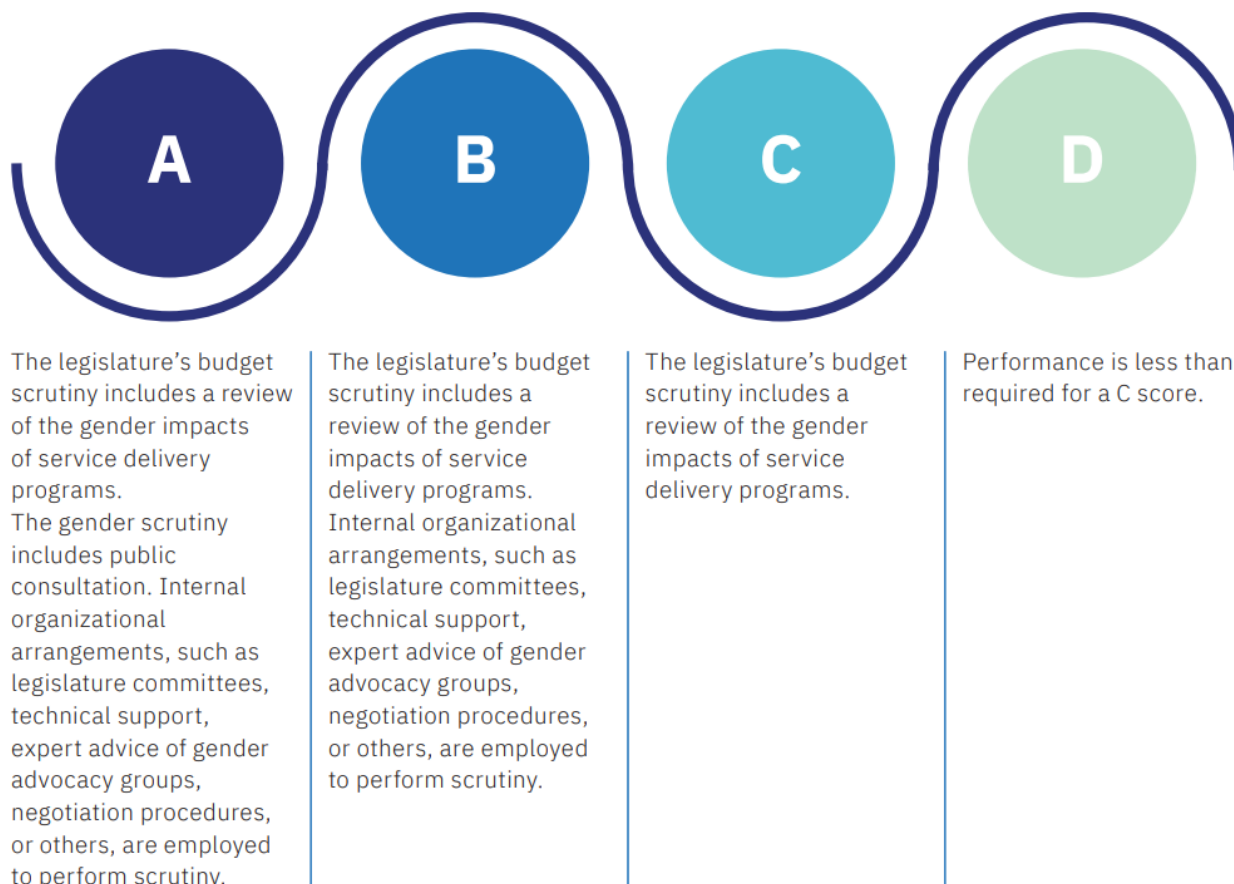 A
B
C
D
The legislature’s budget
scrutiny includes a review
of the gender impacts
of service delivery
programs.
The gender scrutiny
includes public
consultation. Internal
organizational
arrangements, such as
legislature committees,
technical support,
expert advice of gender
advocacy groups,
negotiation procedures,
or others, are employed
to perform scrutiny.
The legislature’s budget
scrutiny includes a
review of the gender
impacts of service
delivery programs.
Internal organizational
arrangements, such as
legislature committees,
technical support,
expert advice of gender
advocacy groups,
negotiation procedures,
or others, are employed
to perform scrutiny.
The legislature’s budget
scrutiny includes a
review of the gender
impacts of service
delivery programs.
Performance is less than
required for a C score.